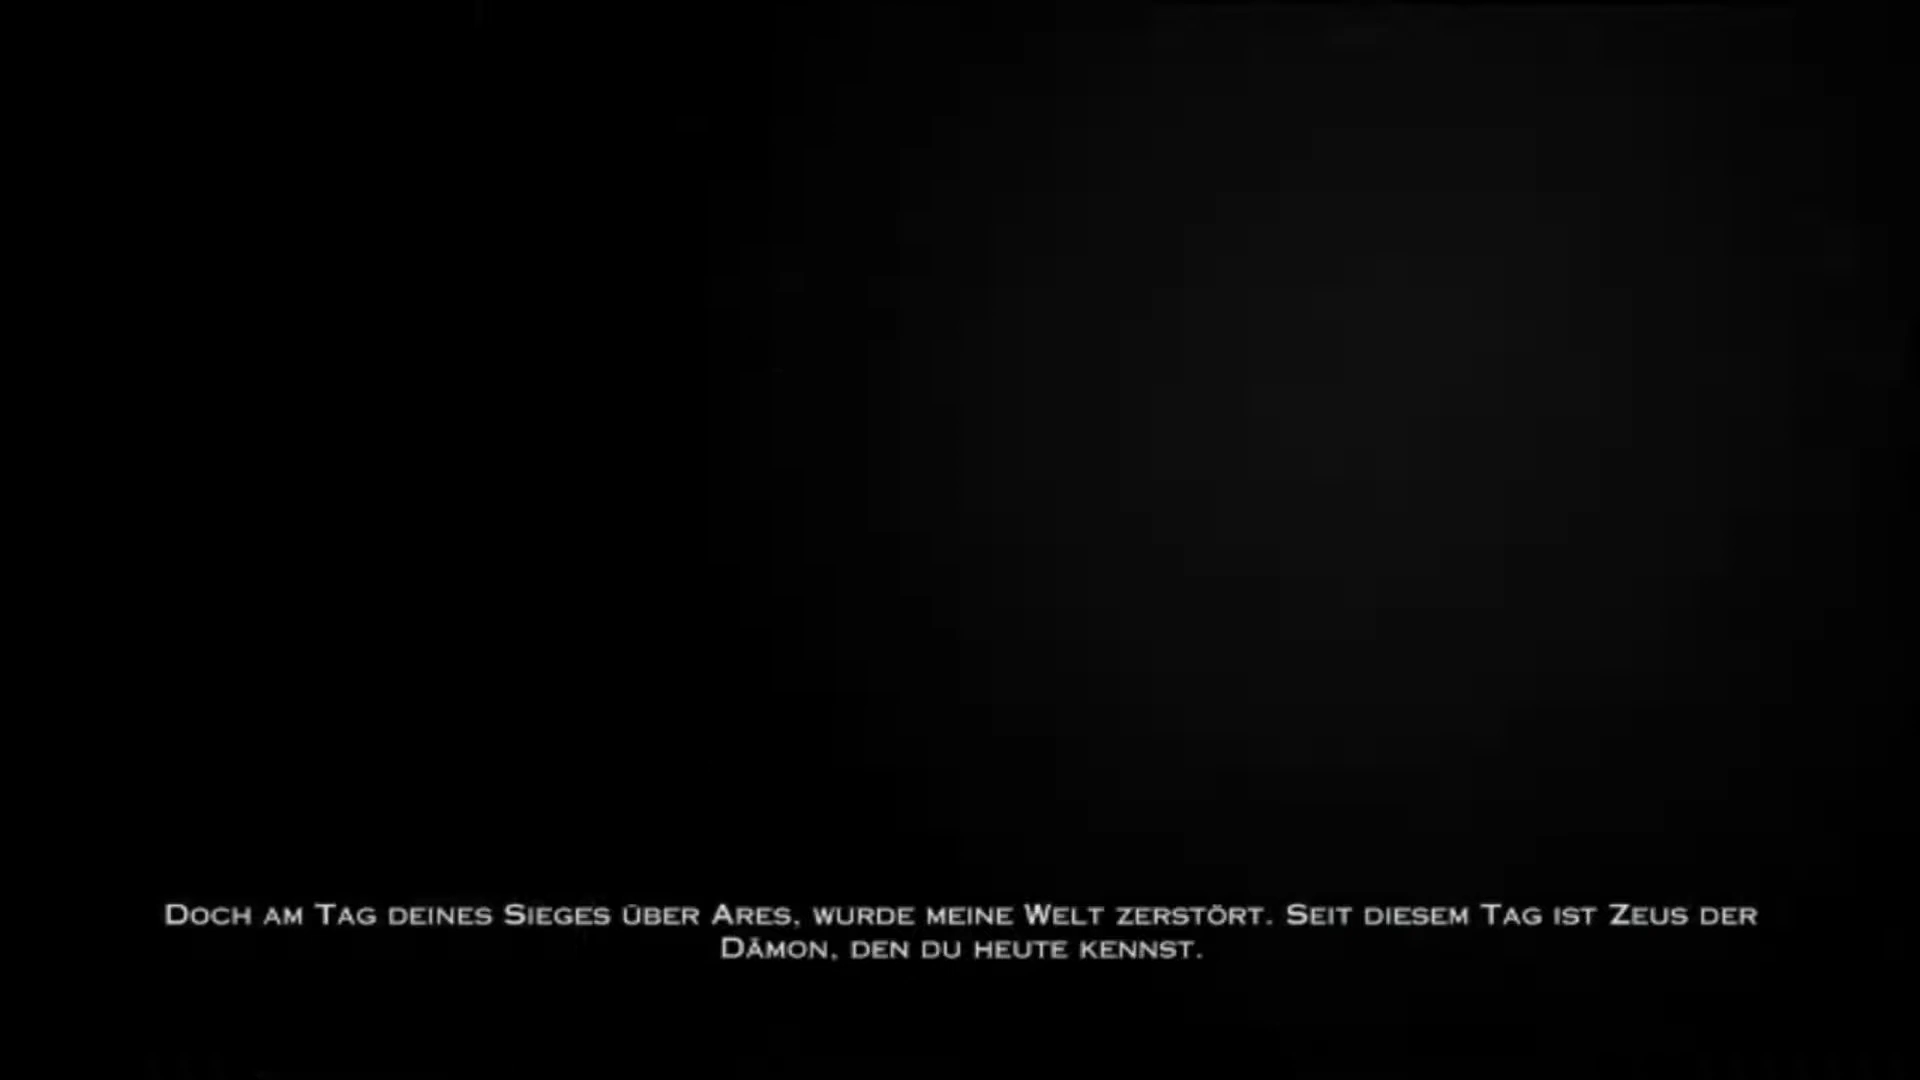 Doch am Tag deines Sieges über Ares, wurde meine Welt zerstört. Seit diesem Tag ist Zeus der
Dämon, den du heute kennst.